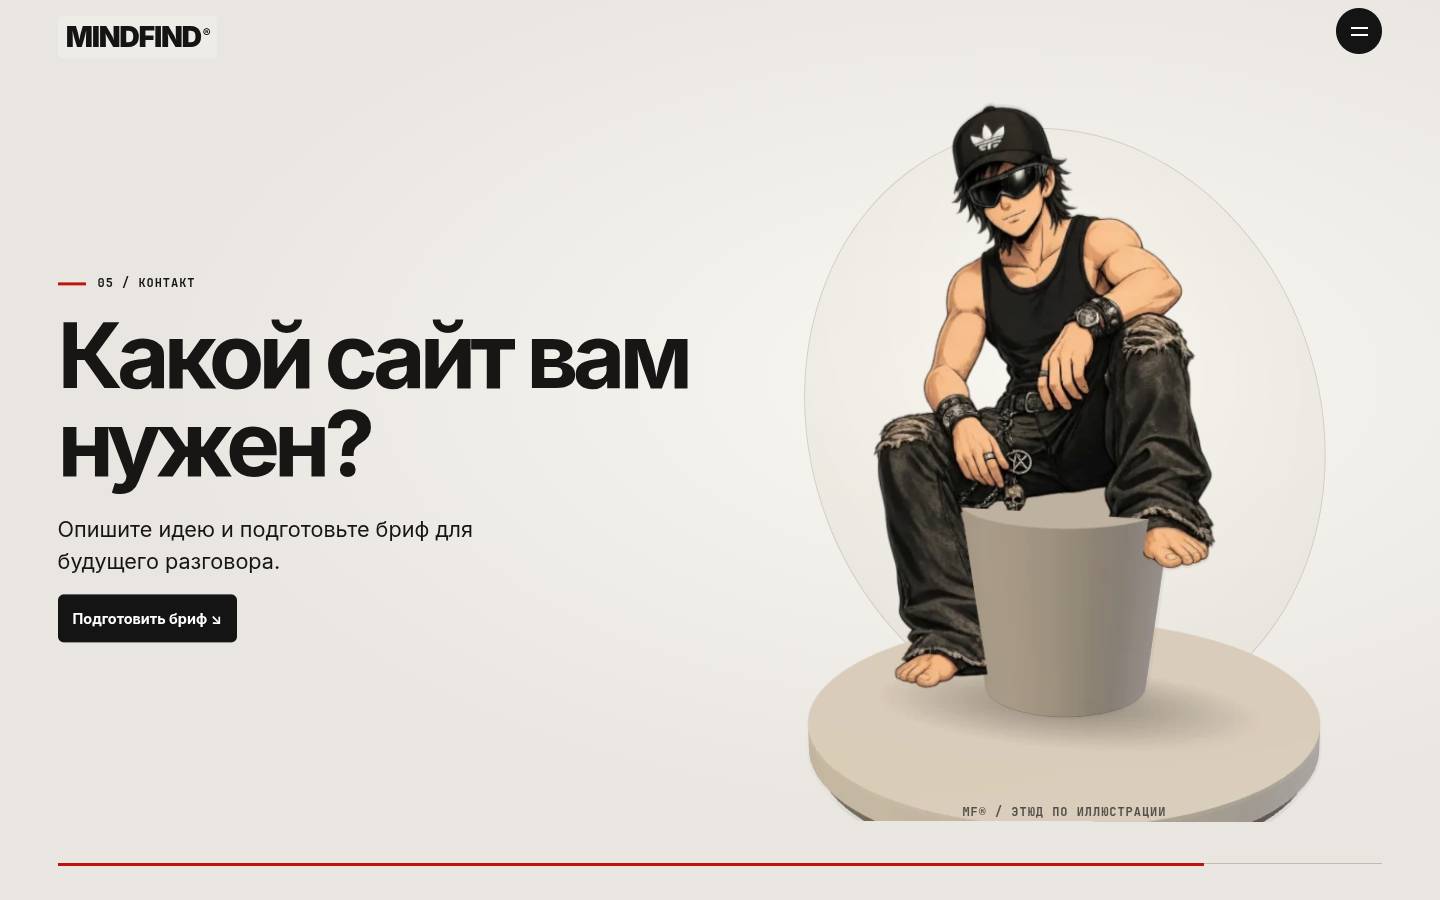 MINDFIND®
05 / КОНТАКТ
Какой сайт вам
нужен?
Опишите идею и подготовьте бриф для
будущего разговора.
Подготовить бриф ↘
MF® / ЭТЮД ПО ИЛЛЮСТРАЦИИ